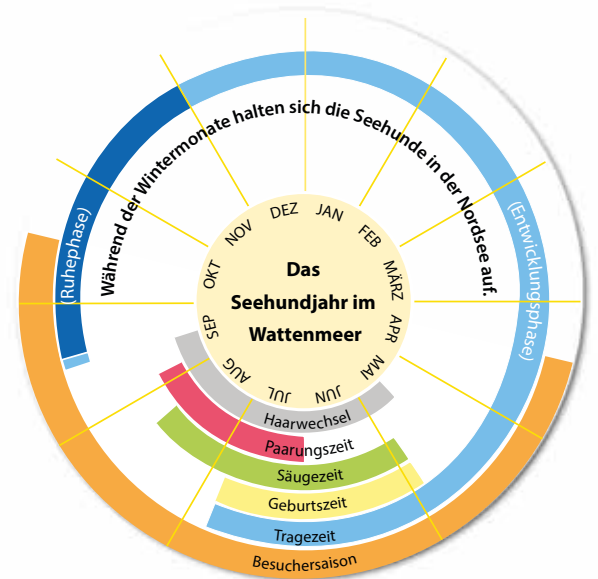 Während der Wintermonate halten sich die Seehunde in der Nordsee auf.
(Ruhephase)
(Entwicklungsphase)
JAN
FEB
MÄRZ
APR
MAI
JUN
JUL
AUG
SEP
OKT
NOV
DEZ
Das
Seehundjahr im
Wattenmeer
Haarwechsel
Paarungszeit
Säugezeit
Geburtszeit
Tragezeit
Besuchersaison